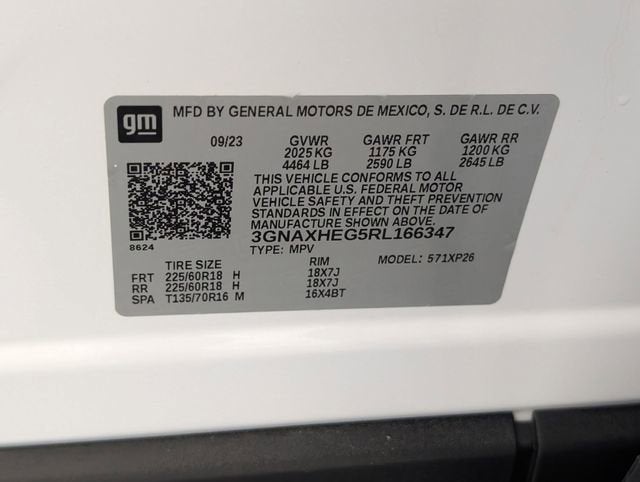 gm MFD BY GENERAL MOTORS DE MEXICO, S. DE R.L. DE C.V.
09/23 GVWR GAWR FRT GAWR RR
2025 KG 1175 KG 1200 KG
4464 LB 2590 LB 2645 LB
THIS VEHICLE CONFORMS TO ALL
APPLICABLE U.S. FEDERAL MOTOR
VEHICLE SAFETY AND THEFT PREVENTION
STANDARDS IN EFFECT ON THE DATE OF
MANUFACTURE SHOWN ABOVE.
3GNAXHEG5RL166347
8624
TYPE: MPV MODEL: 571XP26
TIRE SIZE RIM
FRT 225/60R18 H 18X7J
RR 225/60R18 H 18X7J
SPA T135/70R16 M 16X4BT